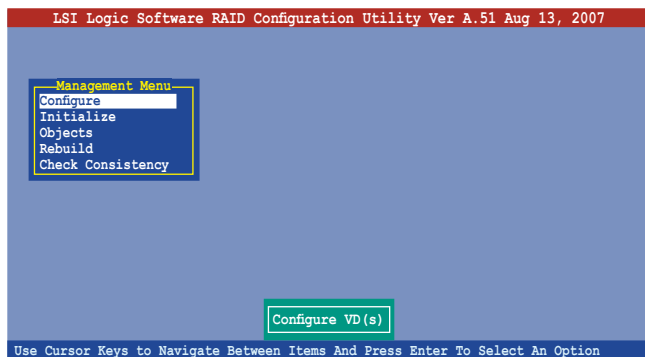 LSI Logic Software RAID Configuration Utility Ver A.51 Aug 13, 2007
Management Menu
Configure
Initialize
Objects
Rebuild
Check Consistency
Configure VD(s)
Use Cursor Keys to Navigate Between Items And Press Enter To Select An Option